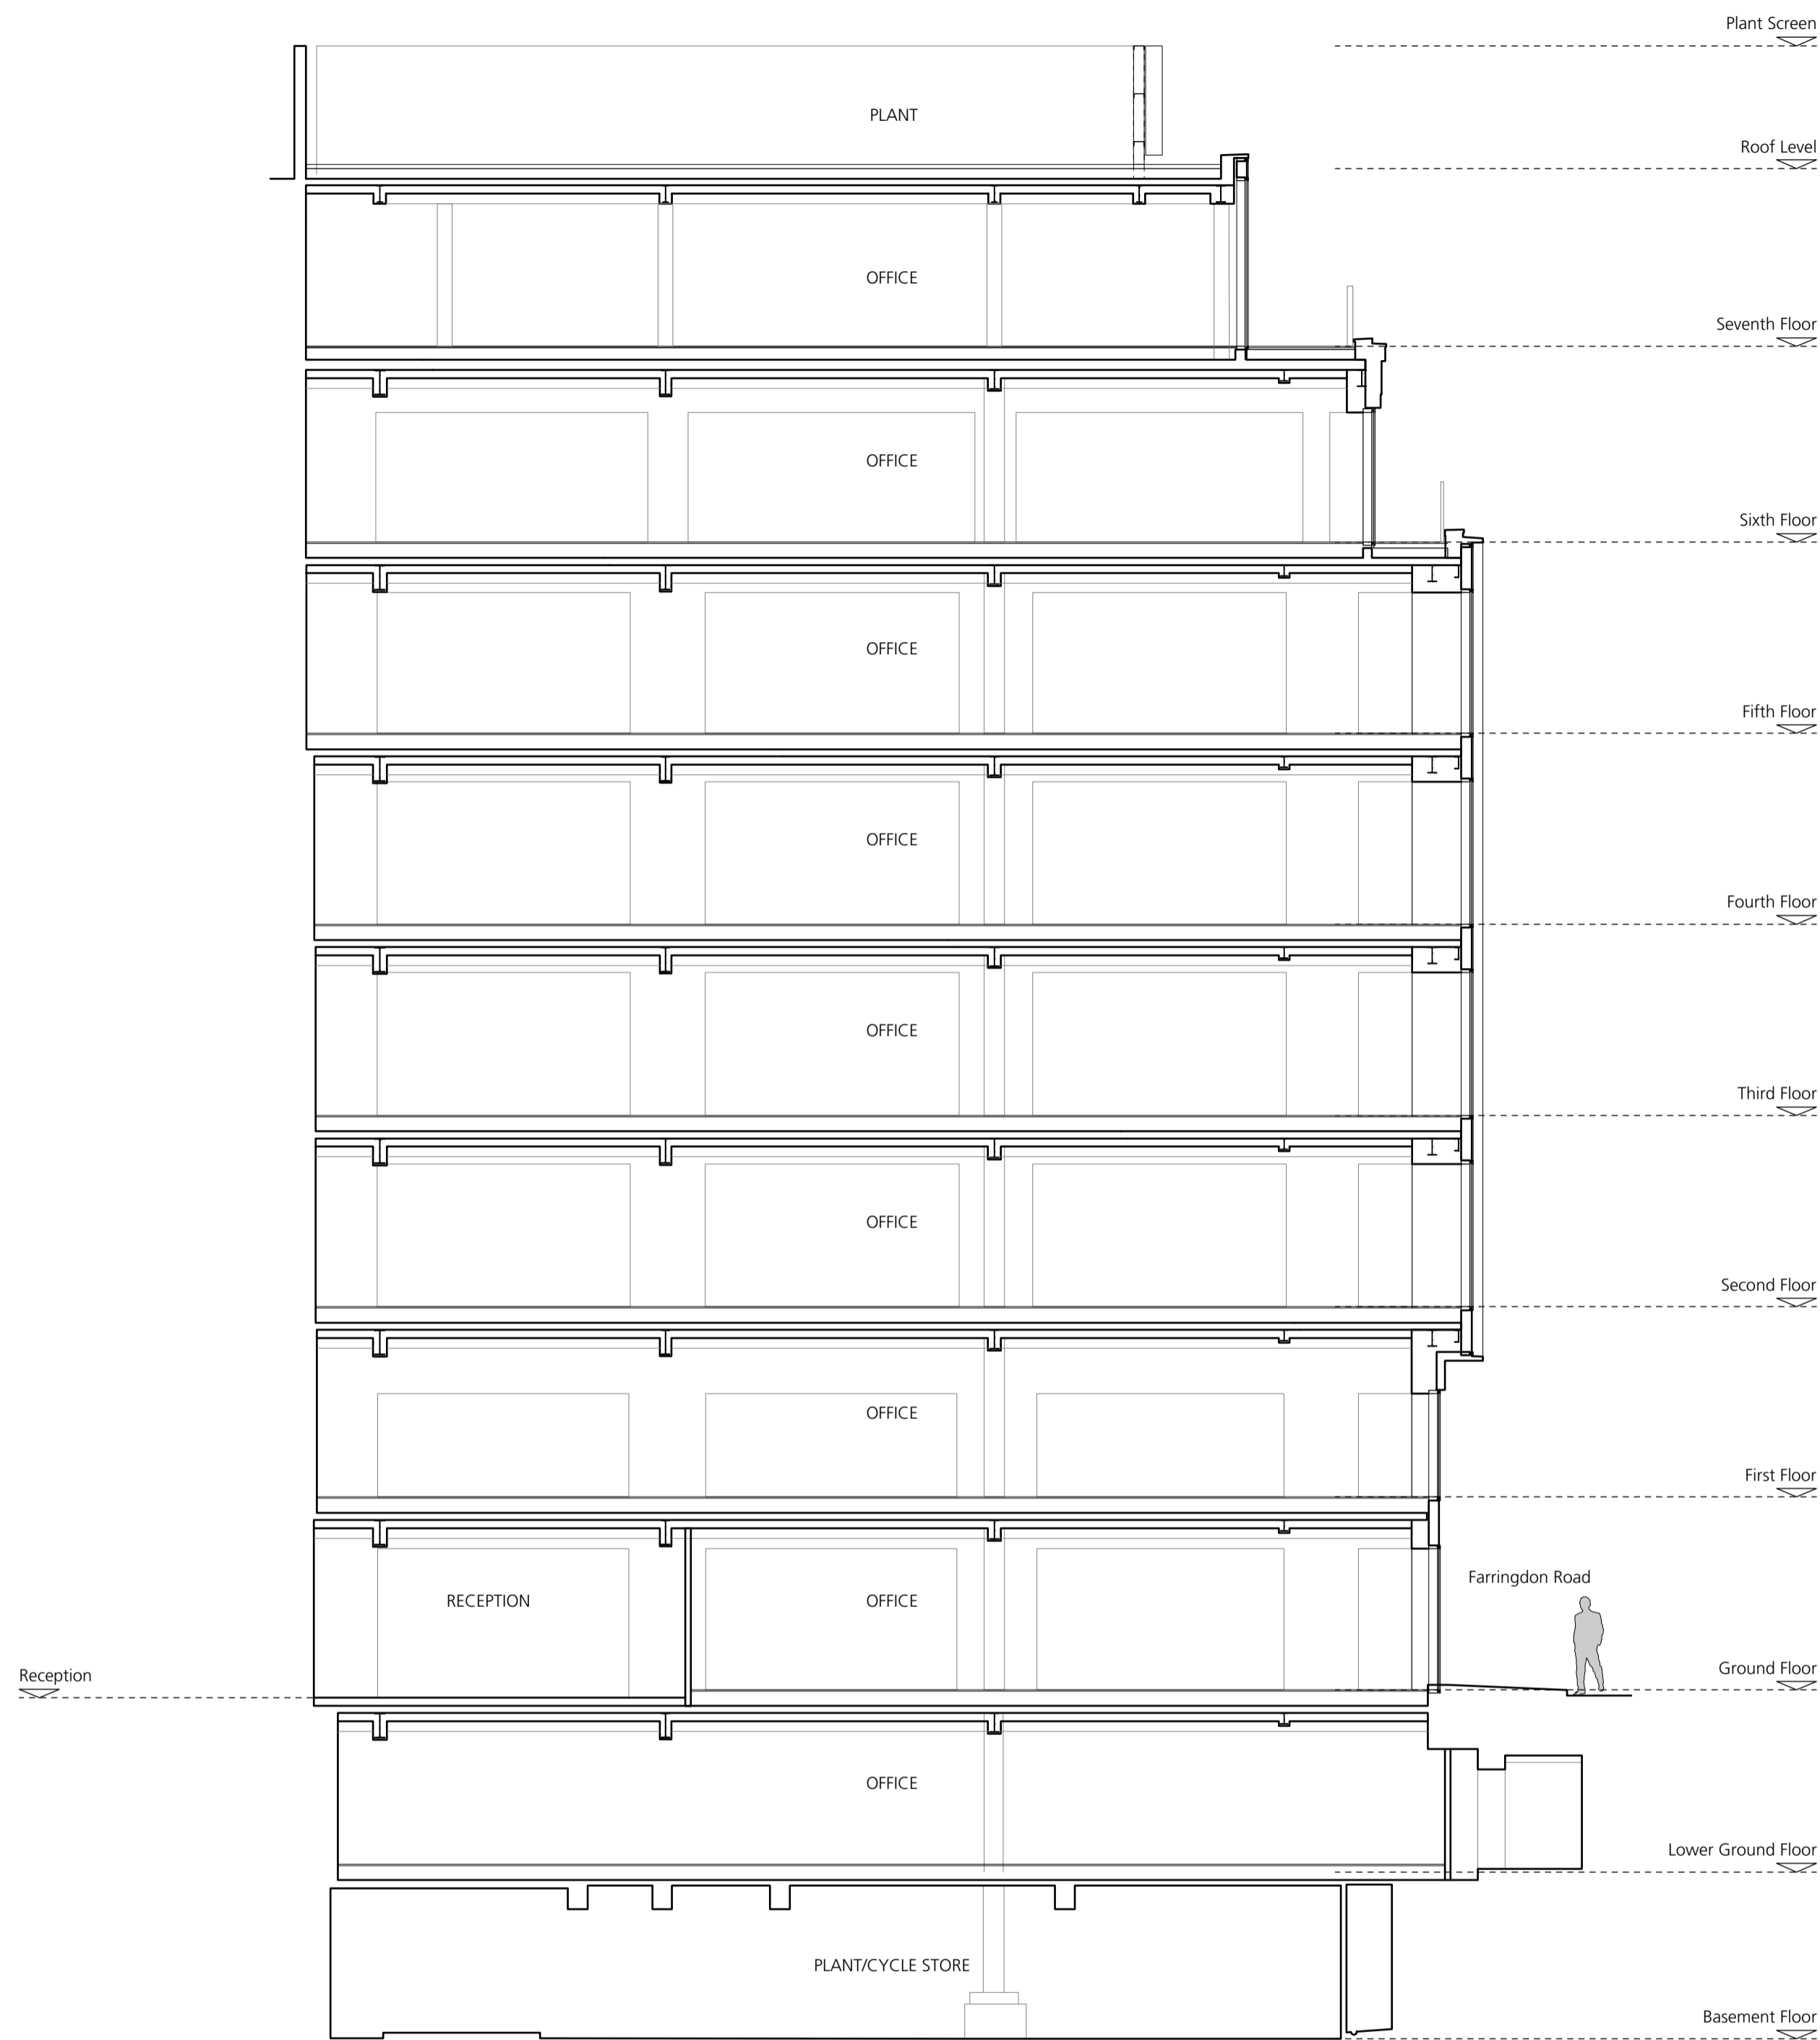 Plant Screen
PLANT
Roof Level
OFFICE
Seventh Floor
OFFICE
Sixth Floor
OFFICE
Fifth Floor
OFFICE
Fourth Floor
OFFICE
Third Floor
OFFICE
Second Floor
OFFICE
First Floor
Farringdon Road
RECEPTION
OFFICE
Reception
Ground Floor
OFFICE
Lower Ground Floor
PLANT/CYCLE STORE
Basement Floor